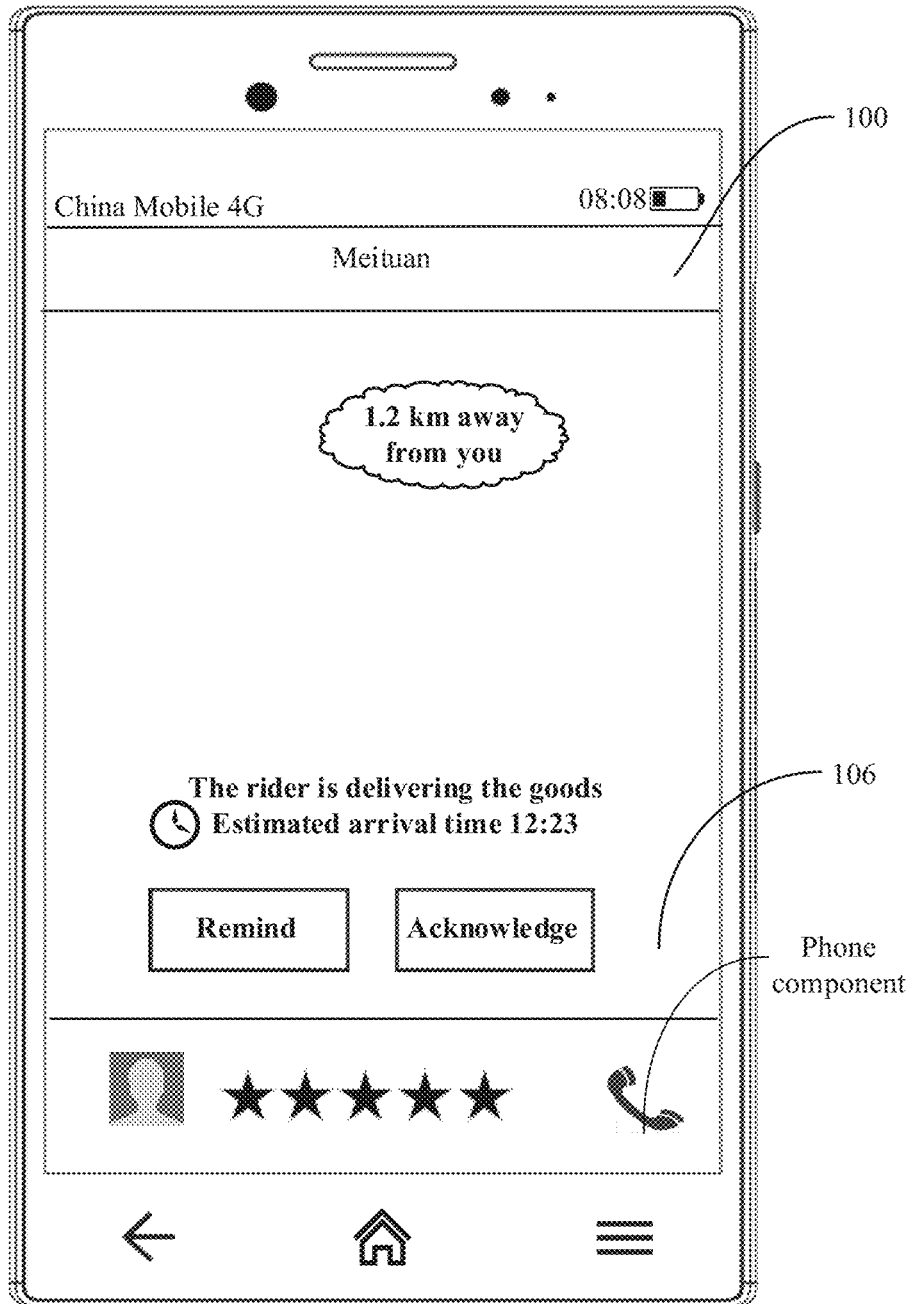 100
China Mobile 4G 08:08
Meituan
1.2 km away
from you
The rider is delivering the goods
Estimated arrival time 12:23
106
Remind Acknowledge
Phone
component